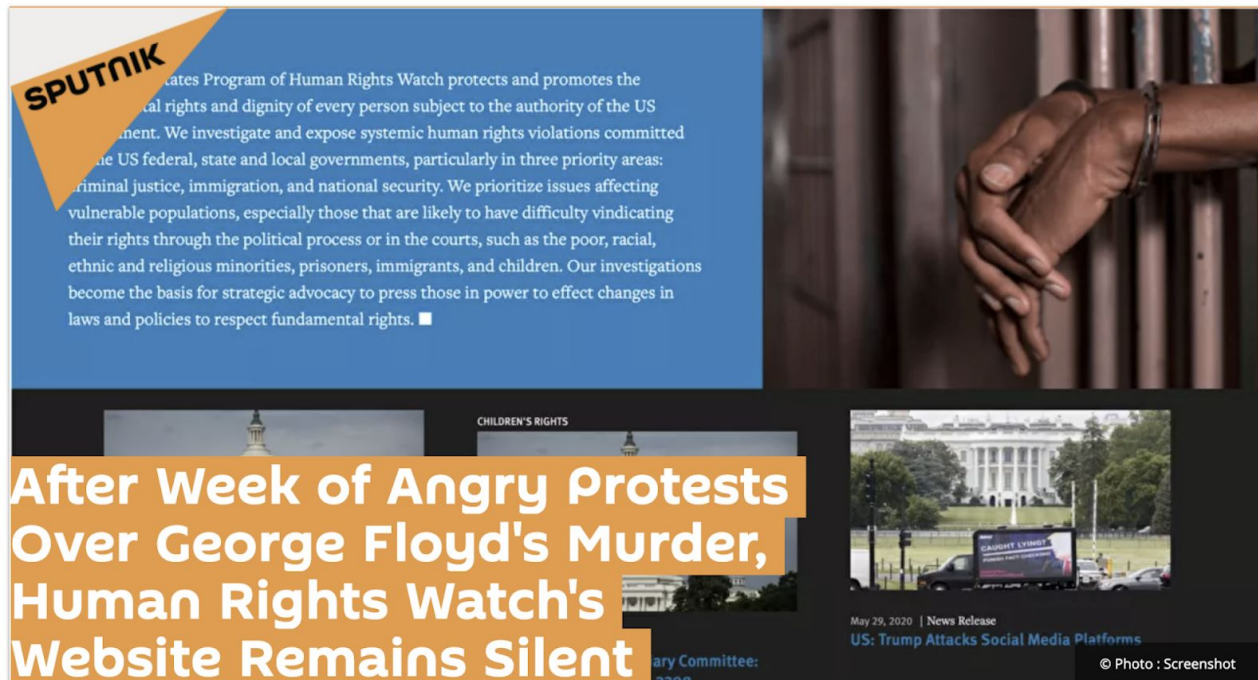 SPUTNIK
ates Program of Human Rights Watch protects and promotes the
tal rights and dignity of every person subject to the authority of the US
nment. We investigate and expose systemic human rights violations committed
he US federal, state and local governments, particularly in three priority areas:
riminal justice, immigration, and national security. We prioritize issues affecting
vulnerable populations, especially those that are likely to have difficulty vindicating
their rights through the political process or in the courts, such as the poor, racial,
ethnic and religious minorities, prisoners, immigrants, and children. Our investigations
become the basis for strategic advocacy to press those in power to effect changes in
laws and policies to respect fundamental rights.
CHILDREN'S RIGHTS
After Week of Angry Protests
Over George Floyd's Murder,
Human Rights Watch's
Website Remains Silent
CAUGHT LYING?
May 29, 2020 | News Release
US: Trump Attacks Social Media Platforms
ary Committee:
© Photo : Screenshot